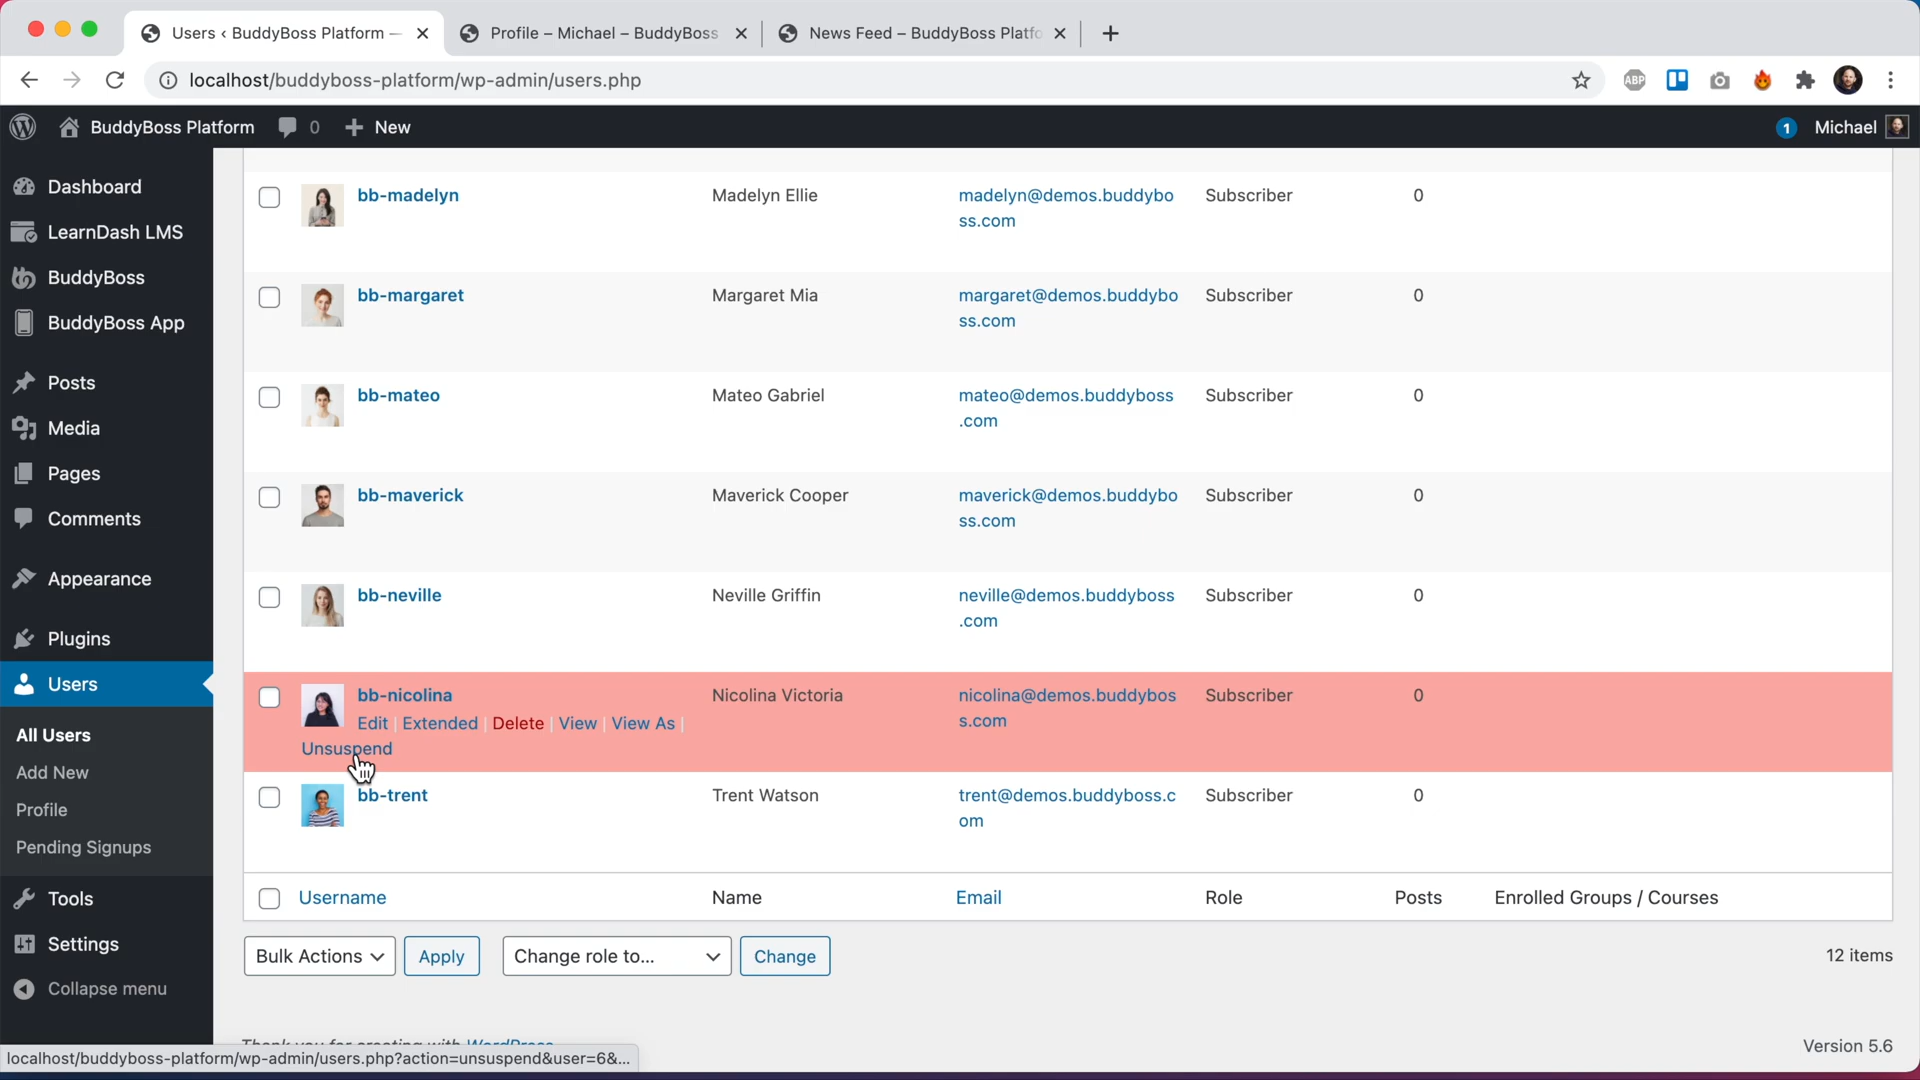 Users ‹ BuddyBoss Platform —
Profile – Michael – BuddyBoss
News Feed – BuddyBoss Platfo
localhost/buddyboss-platform/wp-admin/users.php
ABP
BuddyBoss Platform
0
New
1
Michael
Dashboard
LearnDash LMS
BuddyBoss
BuddyBoss App
Posts
Media
Pages
Comments
Appearance
Plugins
Users
All Users
Add New
Profile
Pending Signups
Tools
Settings
Collapse menu
bb-madelyn Madelyn Ellie madelyn@demos.buddybo Subscriber 0
ss.com
bb-margaret Margaret Mia margaret@demos.buddybo Subscriber 0
ss.com
bb-mateo Mateo Gabriel mateo@demos.buddyboss Subscriber 0
.com
bb-maverick Maverick Cooper maverick@demos.buddybo Subscriber 0
ss.com
bb-neville Neville Griffin neville@demos.buddyboss Subscriber 0
.com
bb-nicolina Nicolina Victoria nicolina@demos.buddybos Subscriber 0
Edit | Extended | Delete | View | View As | s.com
Unsuspend
bb-trent Trent Watson trent@demos.buddyboss.c Subscriber 0
om
Username Name Email Role Posts Enrolled Groups / Courses
Bulk Actions Apply Change role to... Change 12 items
Thank you for creating with WordPress
Version 5.6
localhost/buddyboss-platform/wp-admin/users.php?action=unsuspend&user=6&...